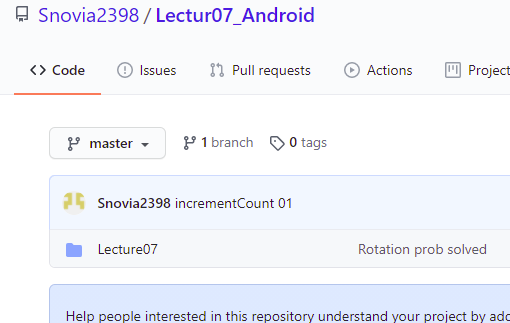 Snovia2398 / Lectur07_Android
Code Issues Pull requests Actions Project
master 1 branch 0 tags
Snovia2398 incrementCount 01
Lecture07 Rotation prob solved
Help people interested in this repository understand your project by add